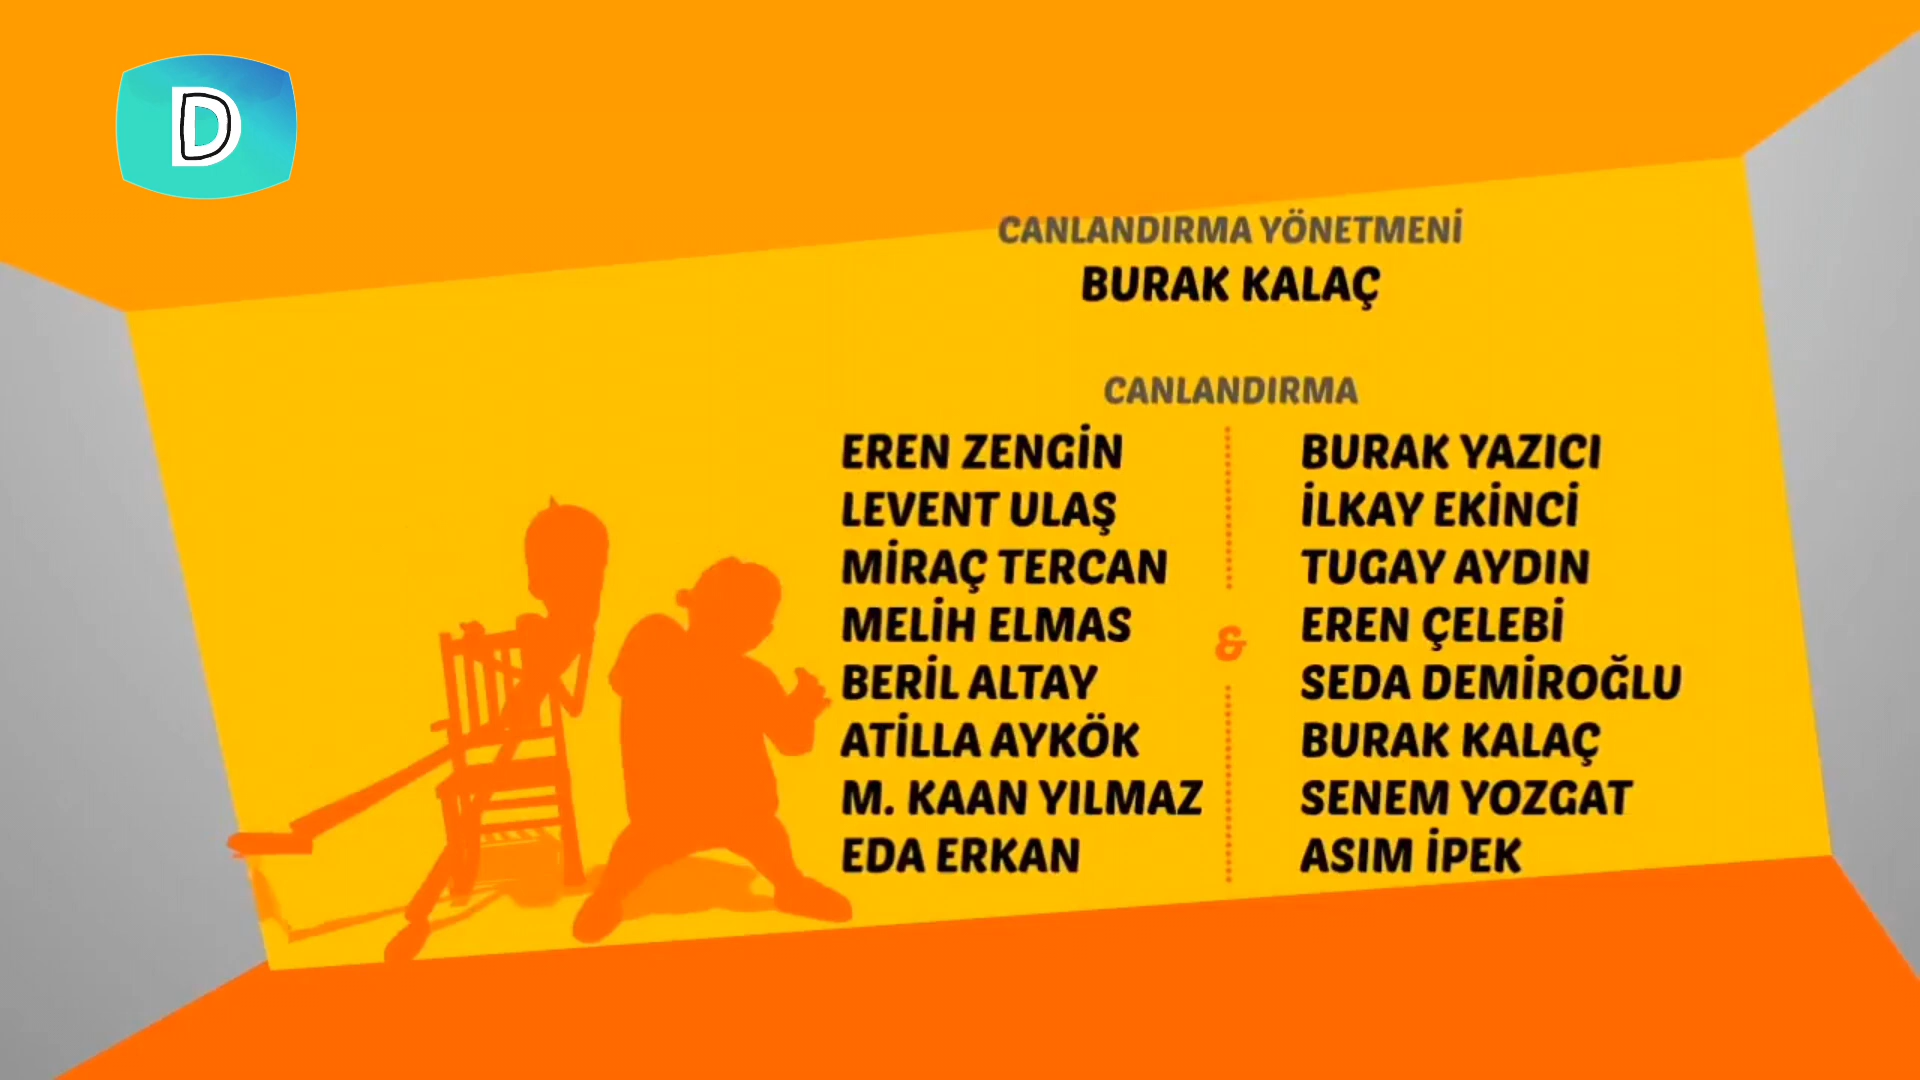 D
CANLANDIRMA YÖNETMENİ
BURAK KALAÇ
CANLANDIRMA
EREN ZENGİN
LEVENT ULAŞ
MİRAÇ TERCAN
MELİH ELMAS
BERİL ALTAY
ATİLLA AYKÖK
M. KAAN YILMAZ
EDA ERKAN
&
BURAK YAZICI
İLKAY EKİNCİ
TUGAY AYDIN
EREN ÇELEBİ
SEDA DEMİROĞLU
BURAK KALAÇ
SENEM YOZGAT
ASIM İPEK